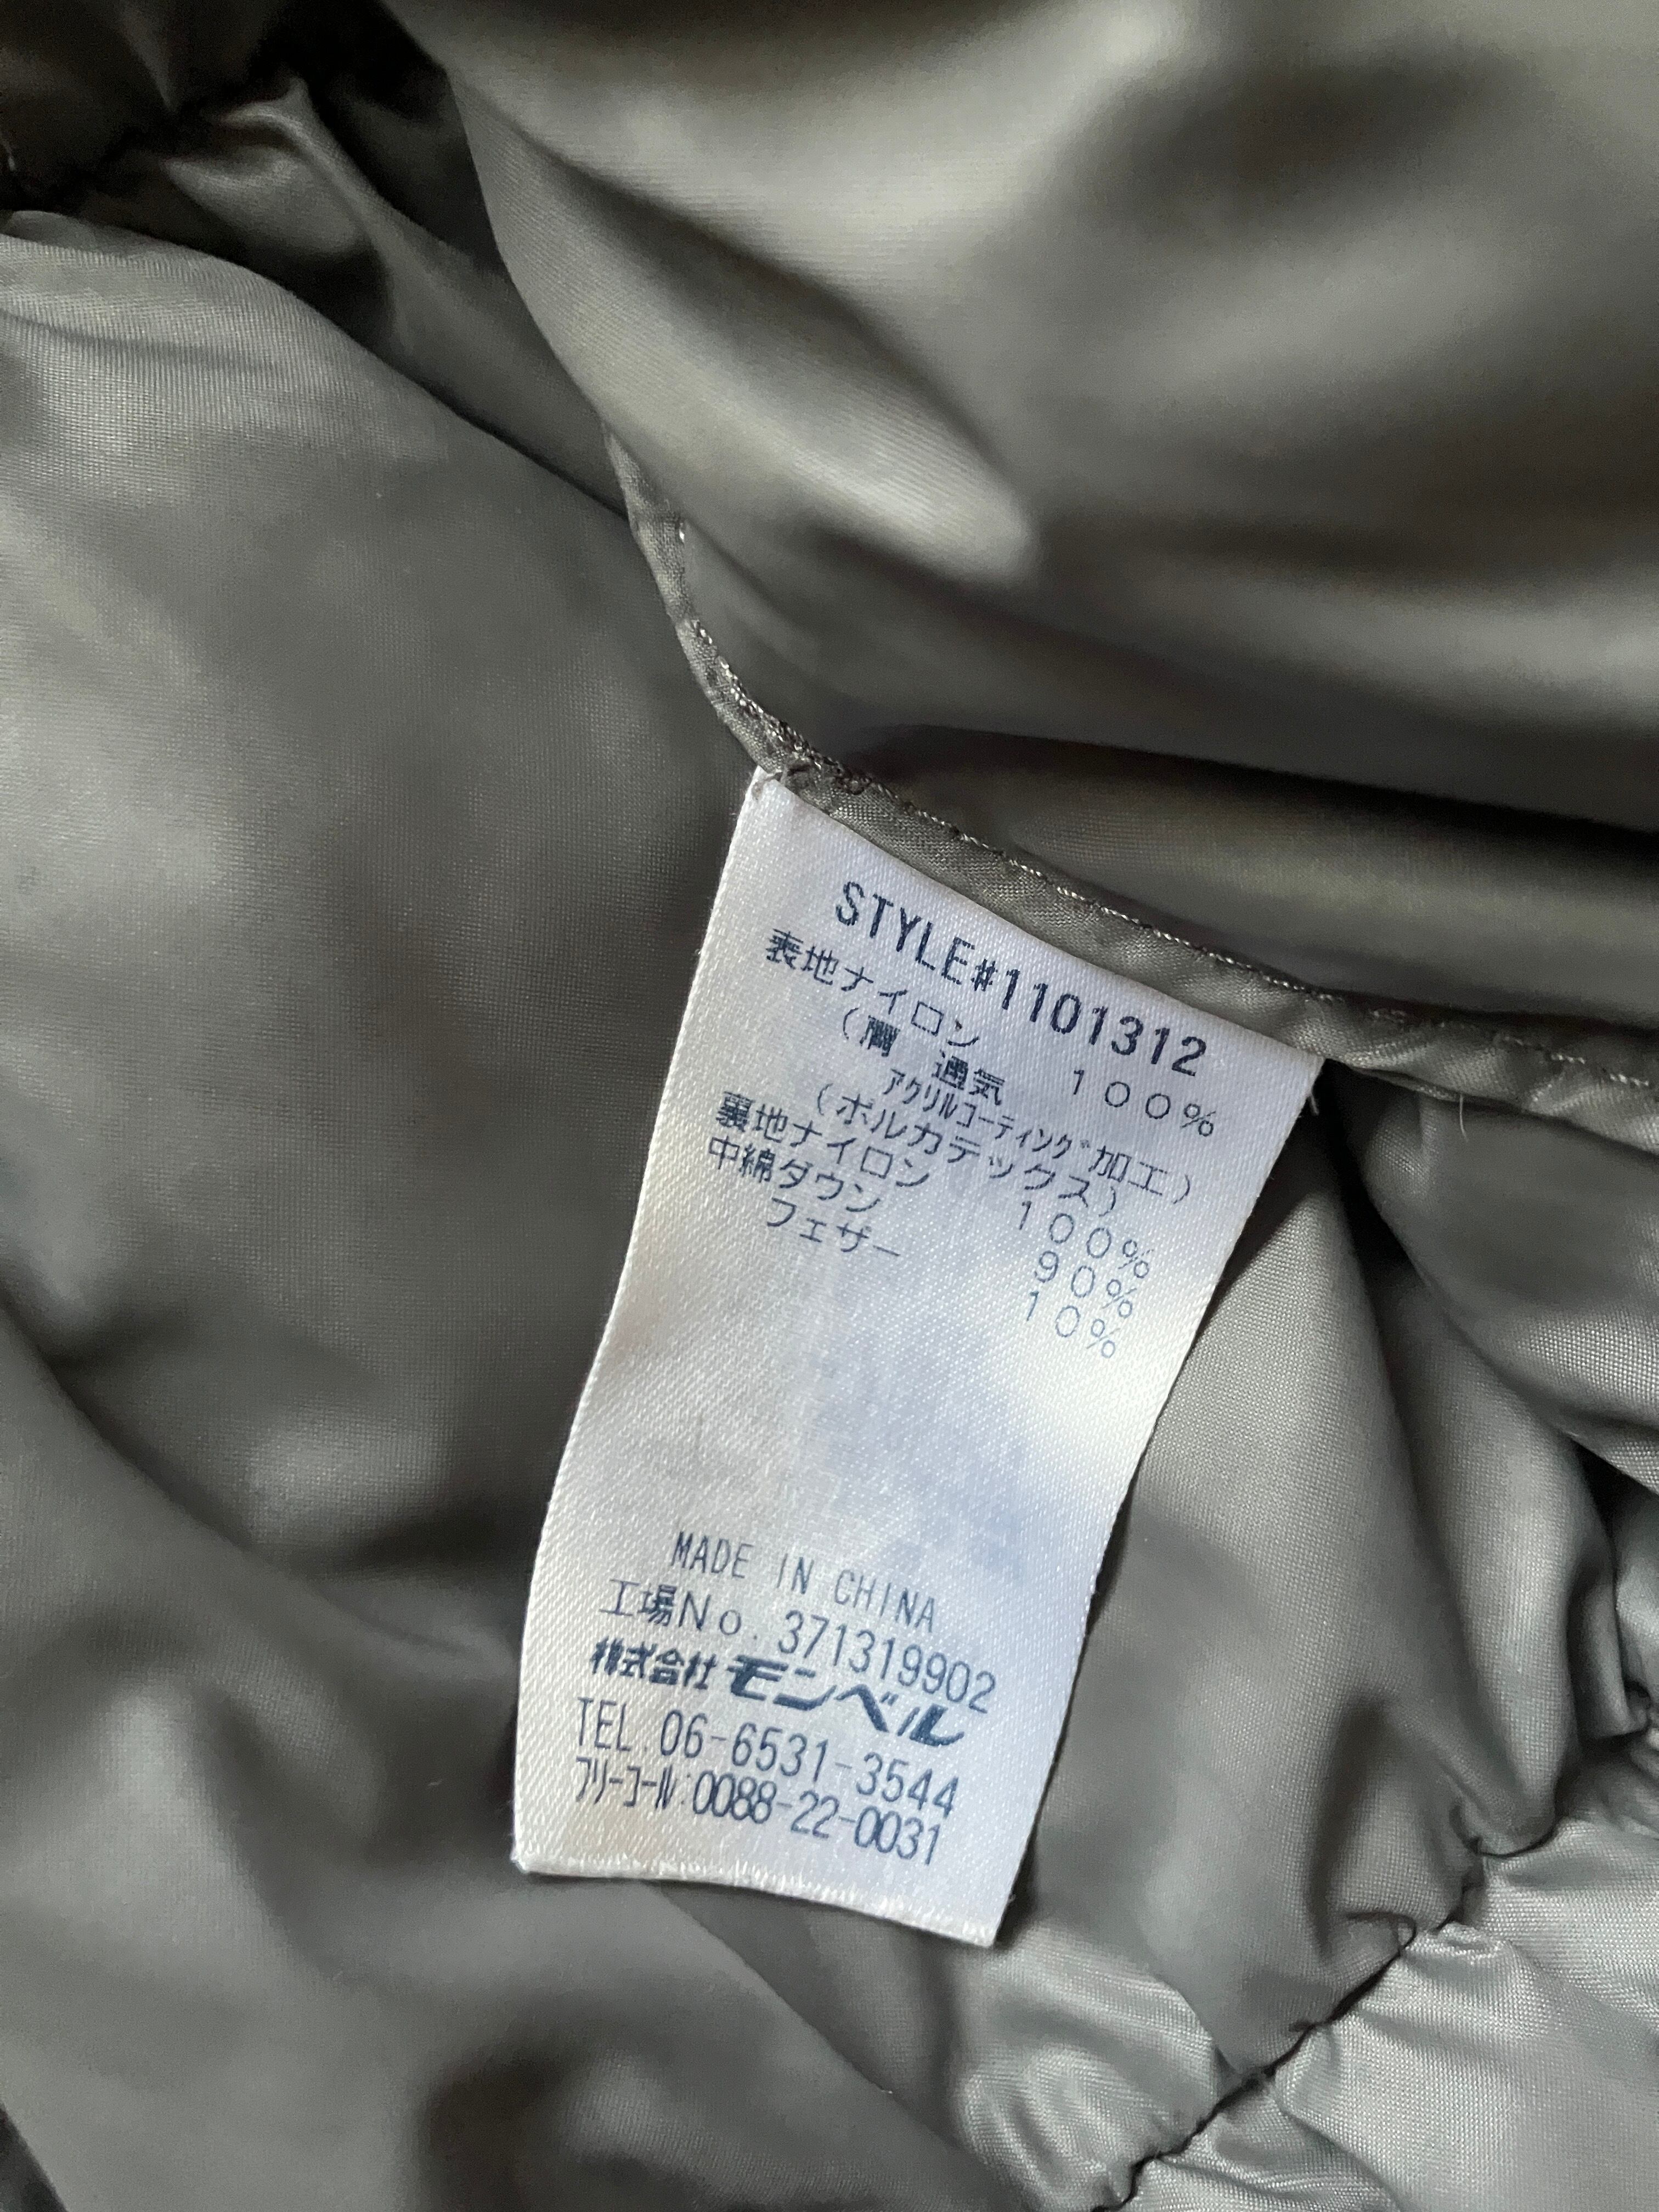 STYLE#1101312
表地ナイロン 100%
(肩 通気
アクリルコーティング加工)
(ポルカテックス)
裏地ナイロン 100%
中綿ダウン 90%
フェザー 10%
MADE IN CHINA
工場No. 371319902
株式会社モンベル
TEL.06-6531-3544
フリーコール:0088-22-0031